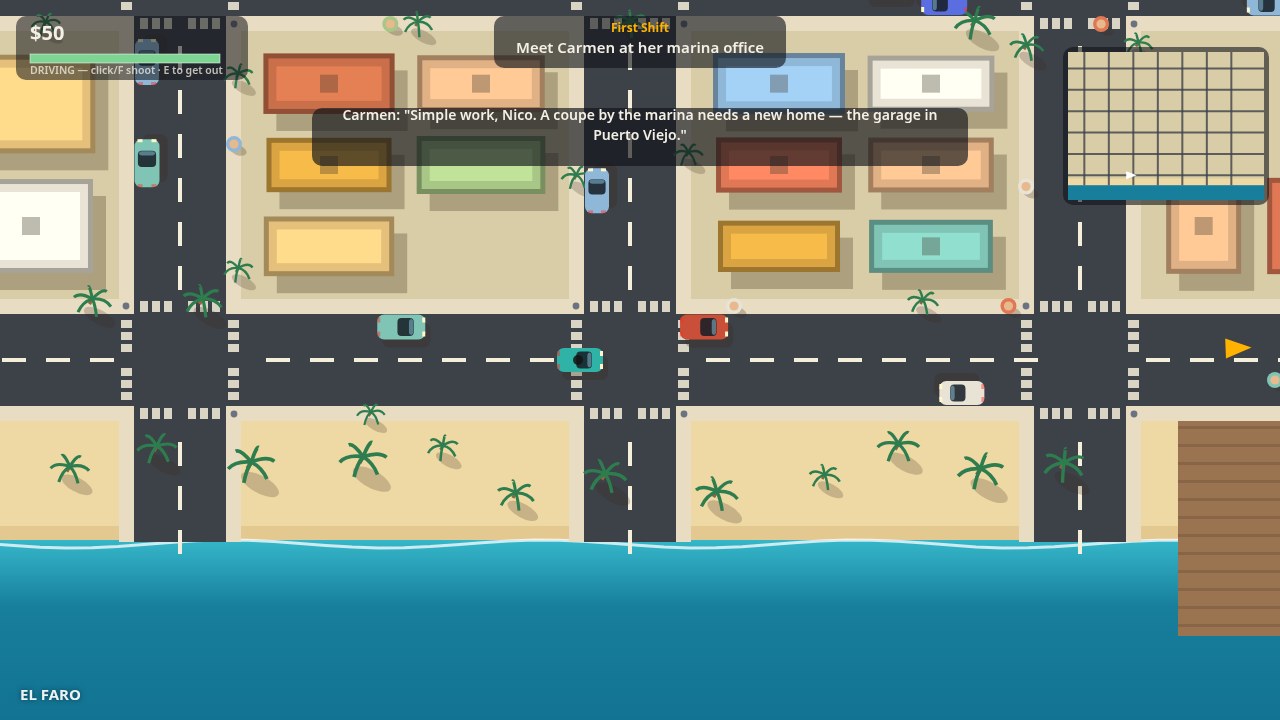 $50
DRIVING — click/F shoot · E to get out
First Shift
Meet Carmen at her marina office
Carmen: "Simple work, Nico. A coupe by the marina needs a new home — the garage in
Puerto Viejo."
EL FARO